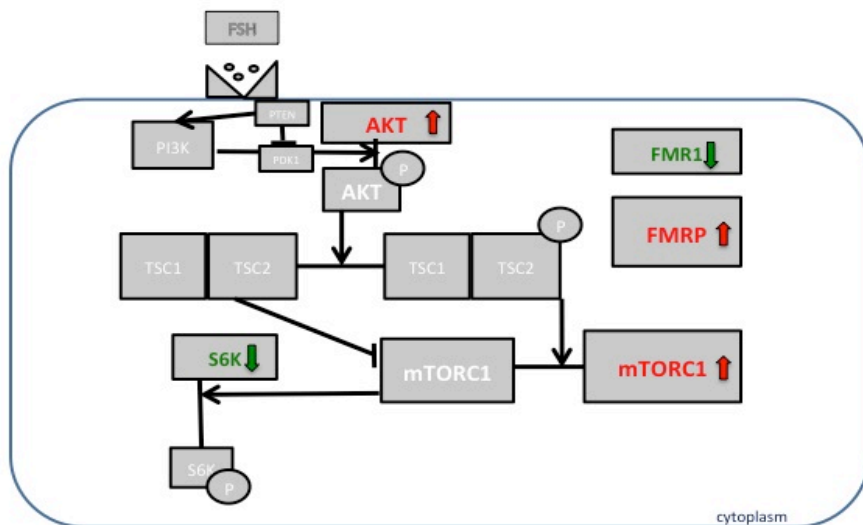 FSH
PTEN
AKT
PI3K
PDK1
FMR1
P
AKT
FMRP
P
TSC1
TSC2
TSC1
TSC2
S6K
mTORC1
mTORC1
S6K
P
cytoplasm